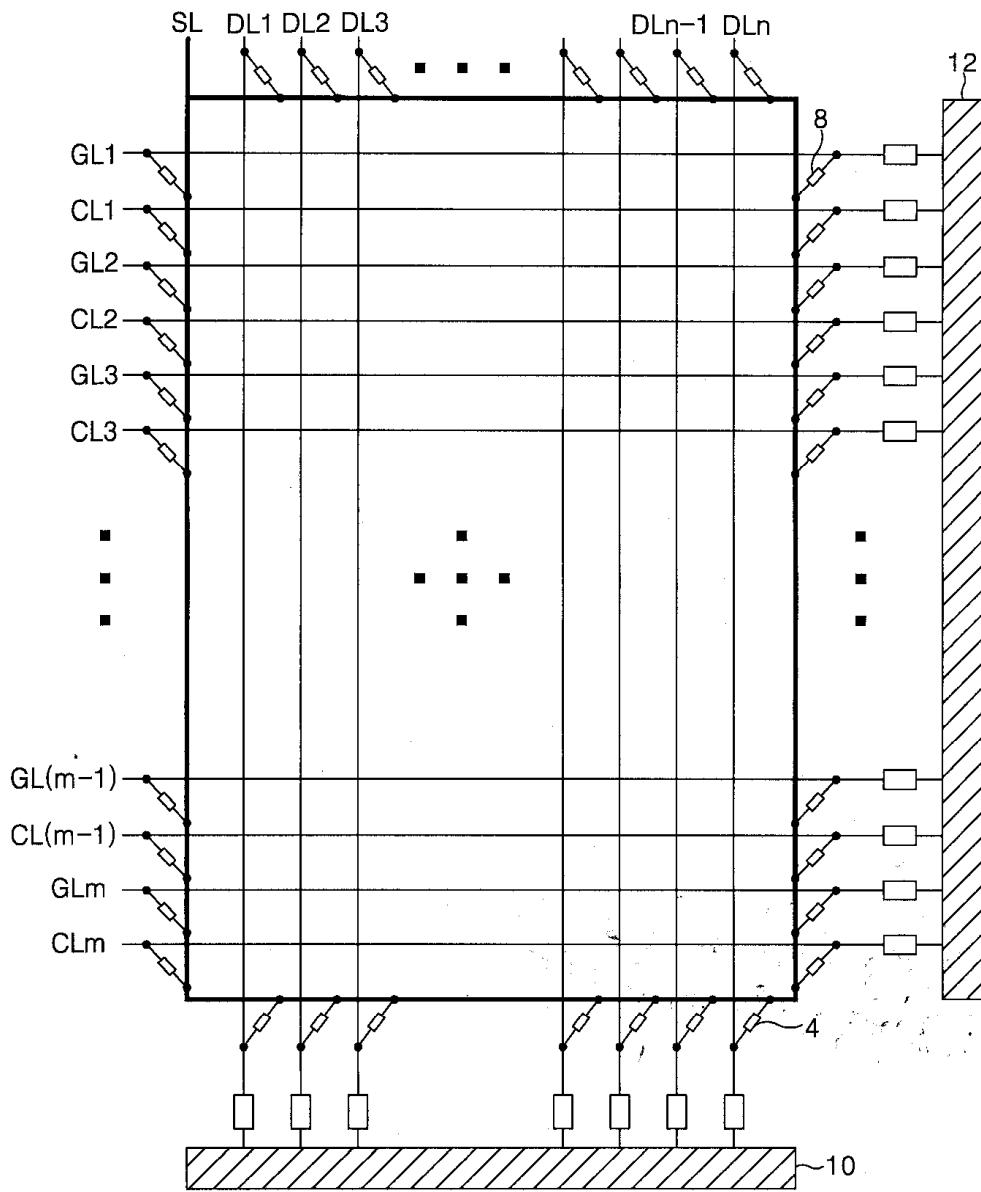 SL DL1 DL2 DL3 DLn-1 DLn
12
8
GL1
CL1
GL2
CL2
GL3
CL3
GL(m-1)
CL(m-1)
GLm
CLm
4
10